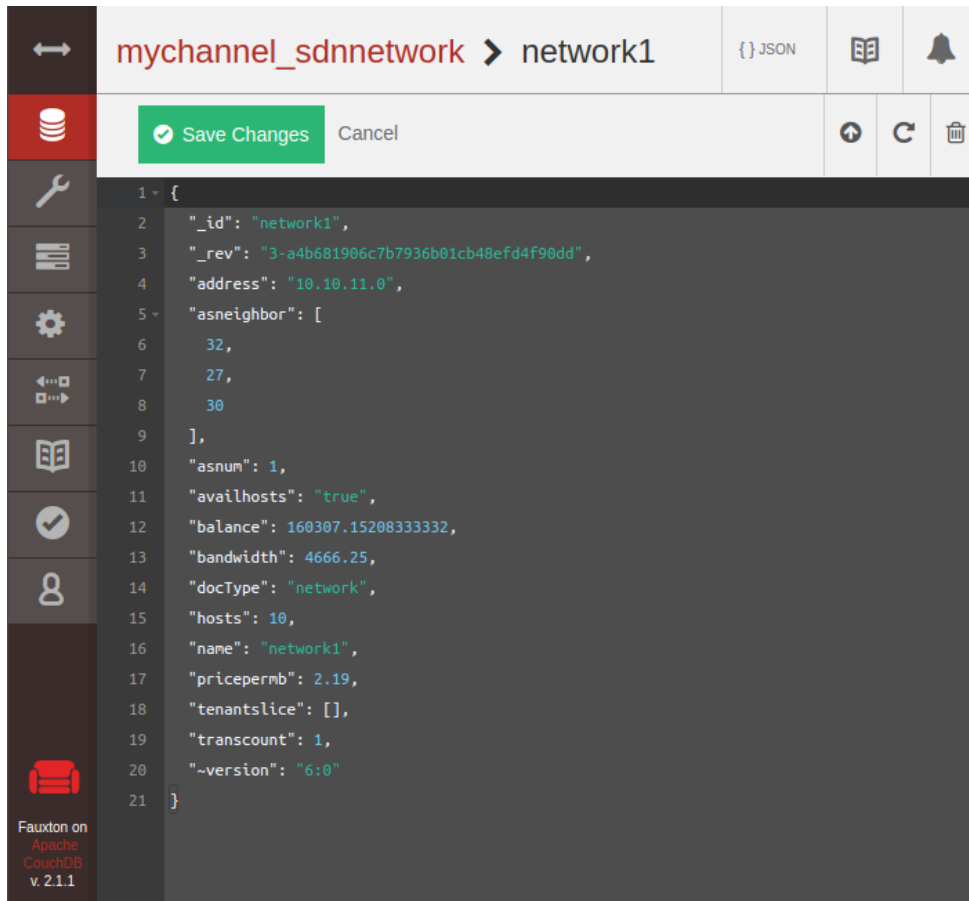 mychannel_sdnnetwork > network1
{ } JSON
Save Changes Cancel
1 {
2 "_id": "network1",
3 "_rev": "3-a4b681906c7b7936b01cb48efd4f90dd",
4 "address": "10.10.11.0",
5 "asneighbor": [
6 32,
7 27,
8 30
9 ],
10 "asnum": 1,
11 "availhosts": "true",
12 "balance": 160307.15208333332,
13 "bandwidth": 4666.25,
14 "docType": "network",
15 "hosts": 10,
16 "name": "network1",
17 "pricepermb": 2.19,
18 "tenantslice": [],
19 "transcount": 1,
20 "~version": "6:0"
21 }
Fauxton on
Apache
CouchDB
v. 2.1.1